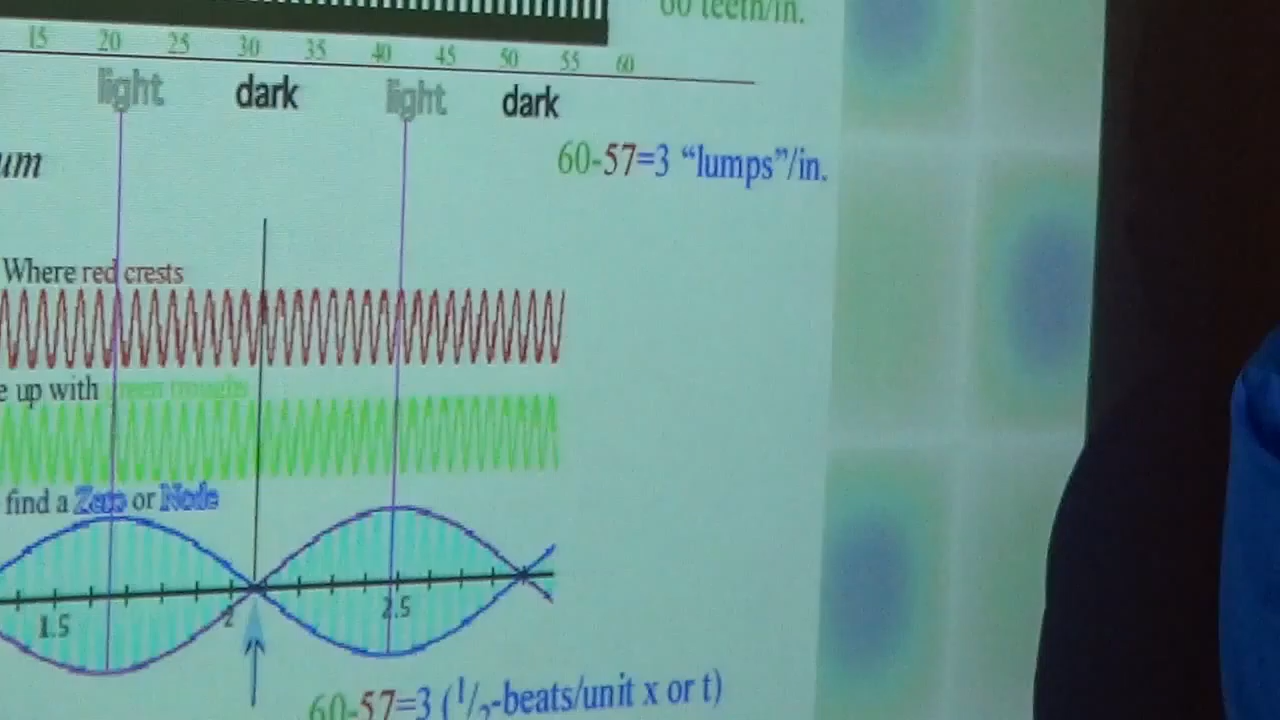 60 teeth/in.
15 20 25 30 35 40 45 50 55 60
light dark light dark
um
60-57=3 “lumps”/in.
Where red crests
e up with green troughs
find a Zero or Node
1.5 2 2.5
60-57=3 (1/2-beats/unit x or t)